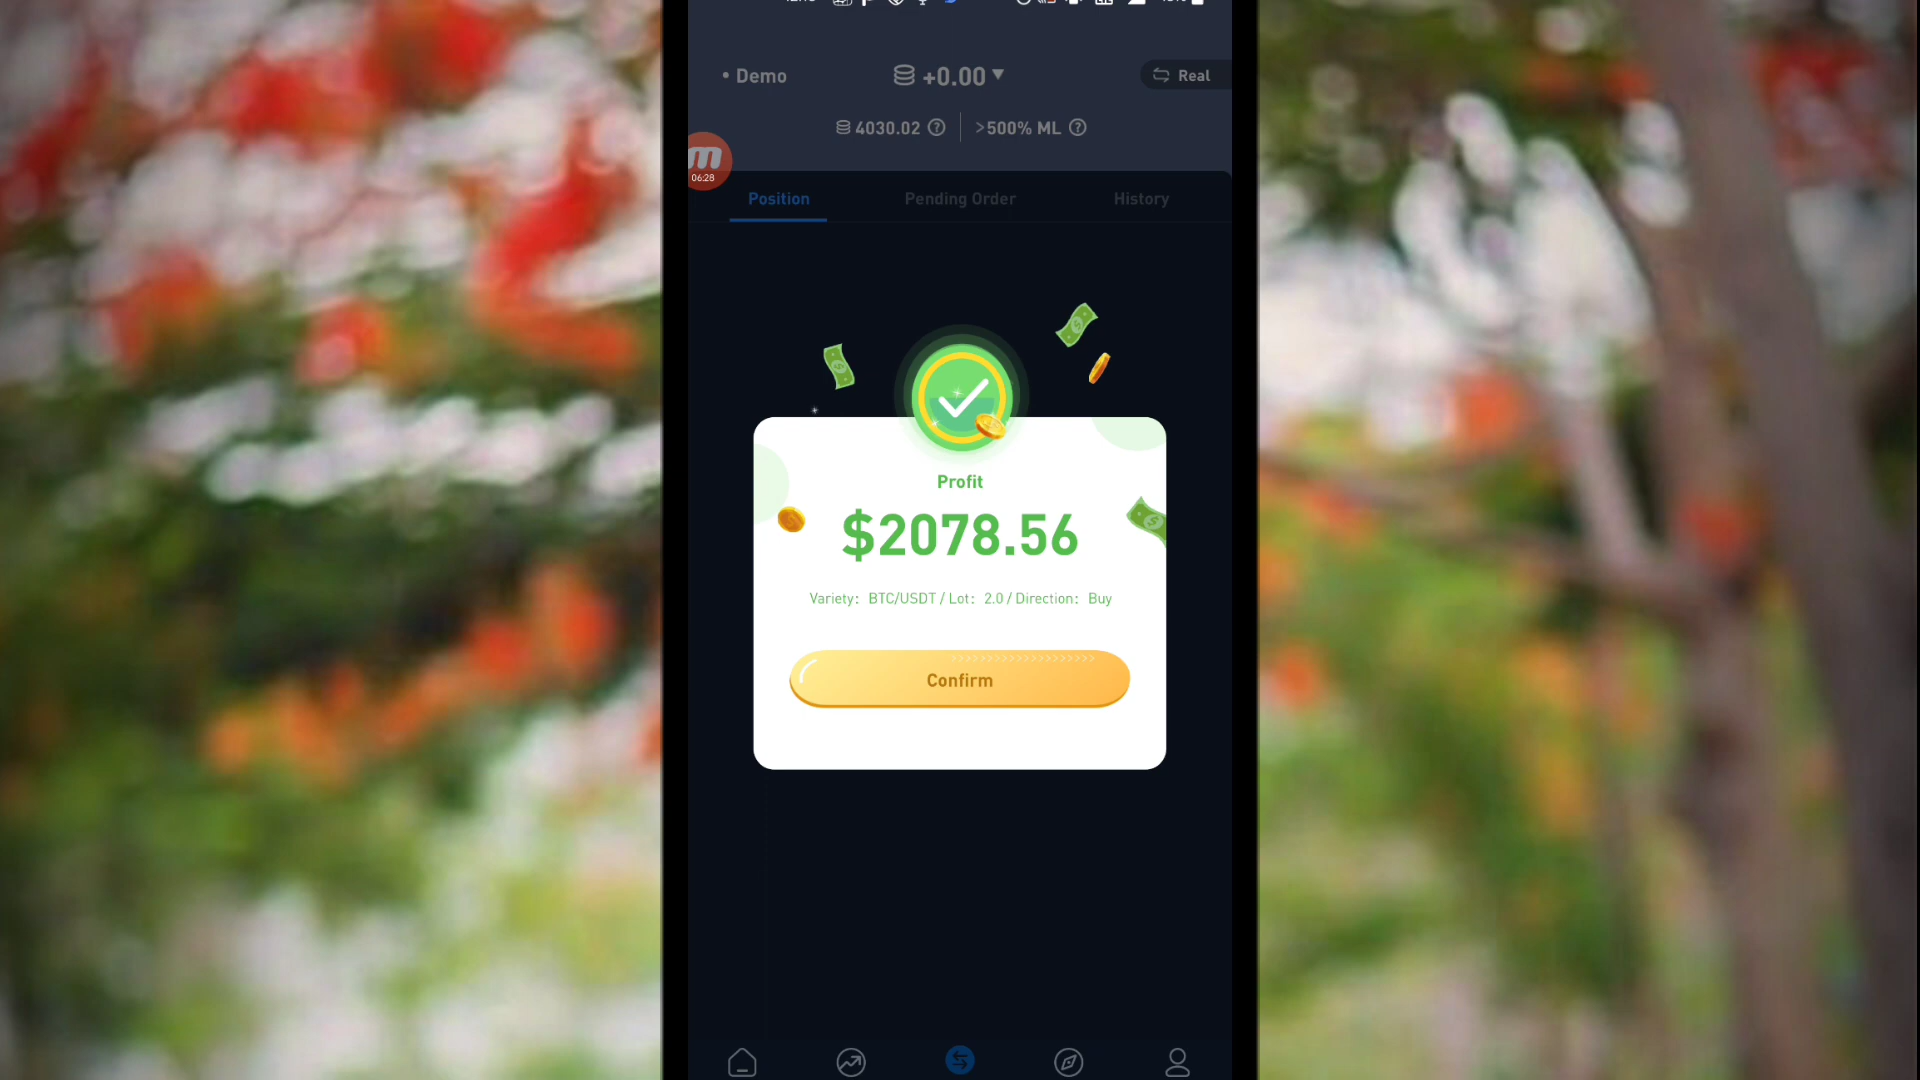 Demo
+0.00
Real
4030.02
>500% ML
m
06:28
Position
Pending Order
History
Profit
$2078.56
Variety: BTC/USDT / Lot: 2.0 / Direction: Buy
Confirm